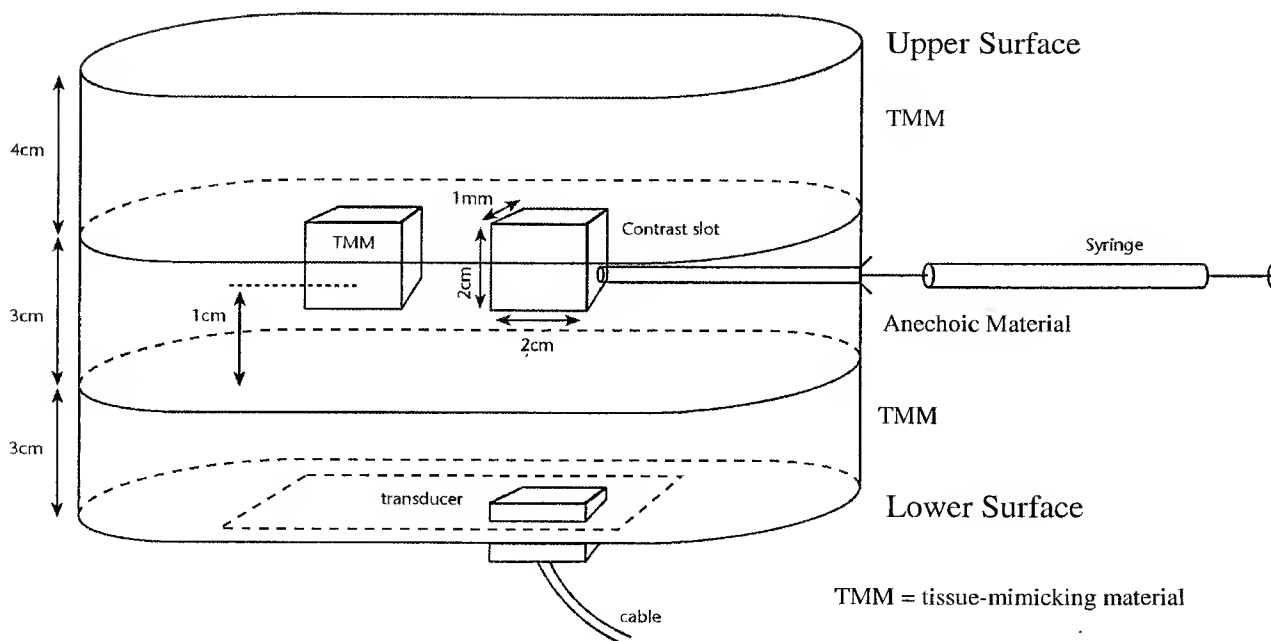 Upper Surface
TMM
4cm
1mm
TMM
Contrast slot
Syringe
2cm
1cm
3cm
Anechoic Material
2cm
TMM
3cm
transducer
Lower Surface
cable
TMM = tissue-mimicking material